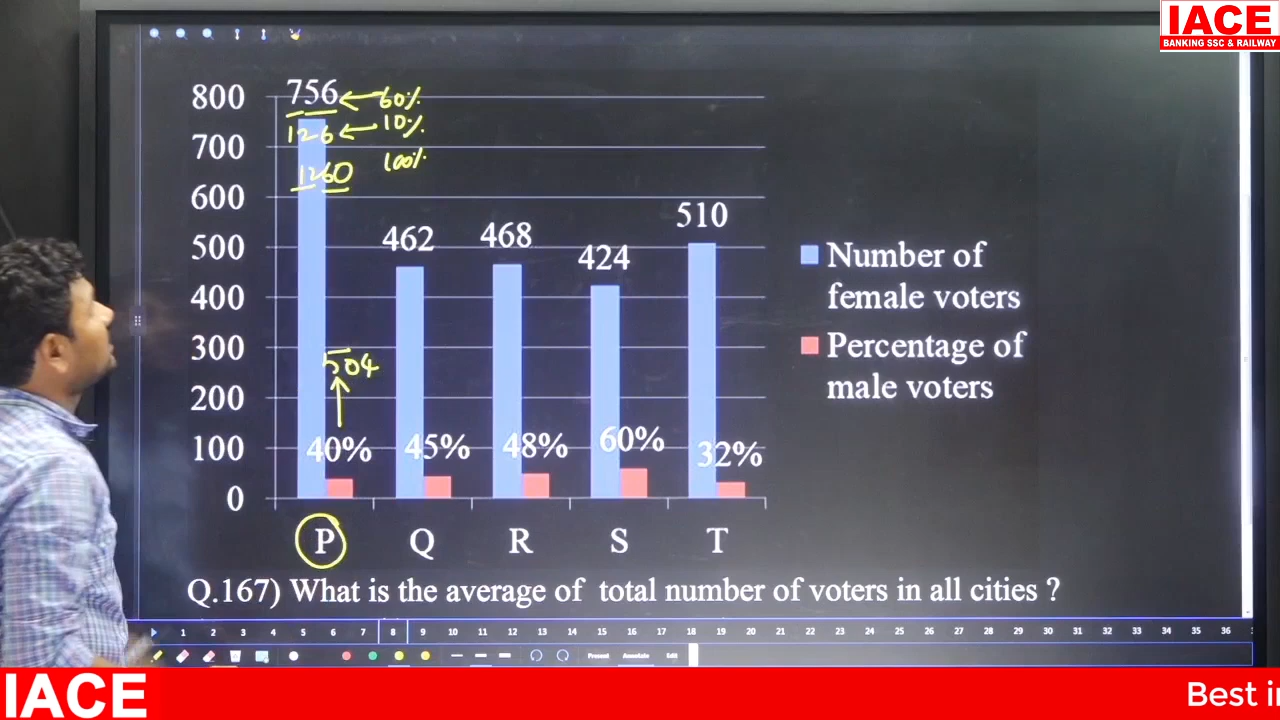 IACE
BANKING SSC & RAILWAY
800
700
600
500
400
300
200
100
0
756
60%
126
10%
1260
100%
504
462
468
424
510
40%
45%
48%
60%
32%
P
Q
R
S
T
Number of
female voters
Percentage of
male voters
Q.167) What is the average of total number of voters in all cities ?
1 2 3 4 5 6 7 8 9 10 11 12 13 14 15 16 17 18 19 20 21 22 23 24 25 26 27 28 29 30 31 32 33 34 35 36
Present Annotate Edit
IACE
Best in